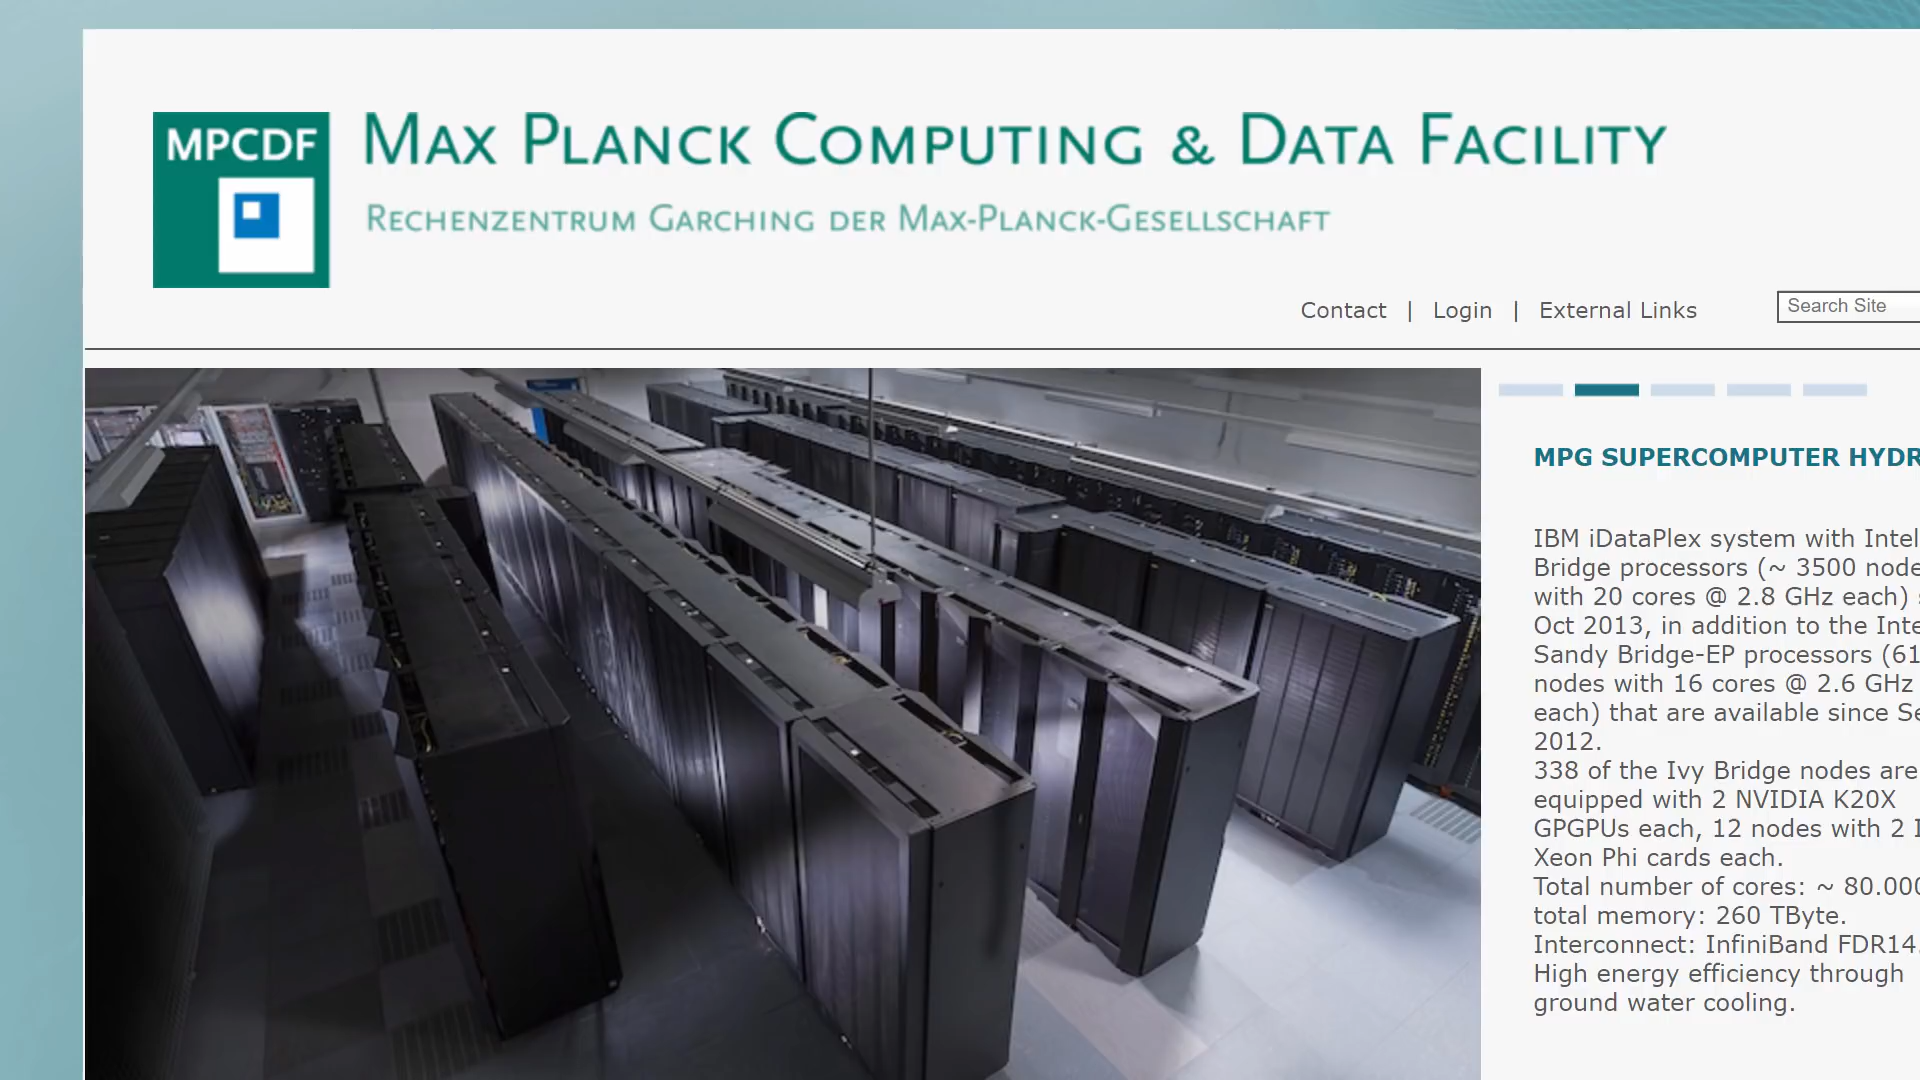 MPCDF
MAX PLANCK COMPUTING & DATA FACILITY
RECHENZENTRUM GARCHING DER MAX-PLANCK-GESELLSCHAFT
Contact | Login | External Links
Search Site
MPG SUPERCOMPUTER
IBM iDataPlex system with Intel
Bridge processors (~ 3500
with 20 cores @ 2.8 GHz each)
Oct 2013, in addition to the
Sandy Bridge-EP processors
nodes with 16 cores @ 2.6 GHz
each) that are available since
2012.
338 of the Ivy Bridge nodes are
equipped with 2 NVIDIA K20X
GPGPUs each, 12 nodes with 2
Xeon Phi cards each.
Total number of cores: ~
total memory: 260 TByte.
Interconnect: InfiniBand FDR14.
High energy efficiency through
ground water cooling.